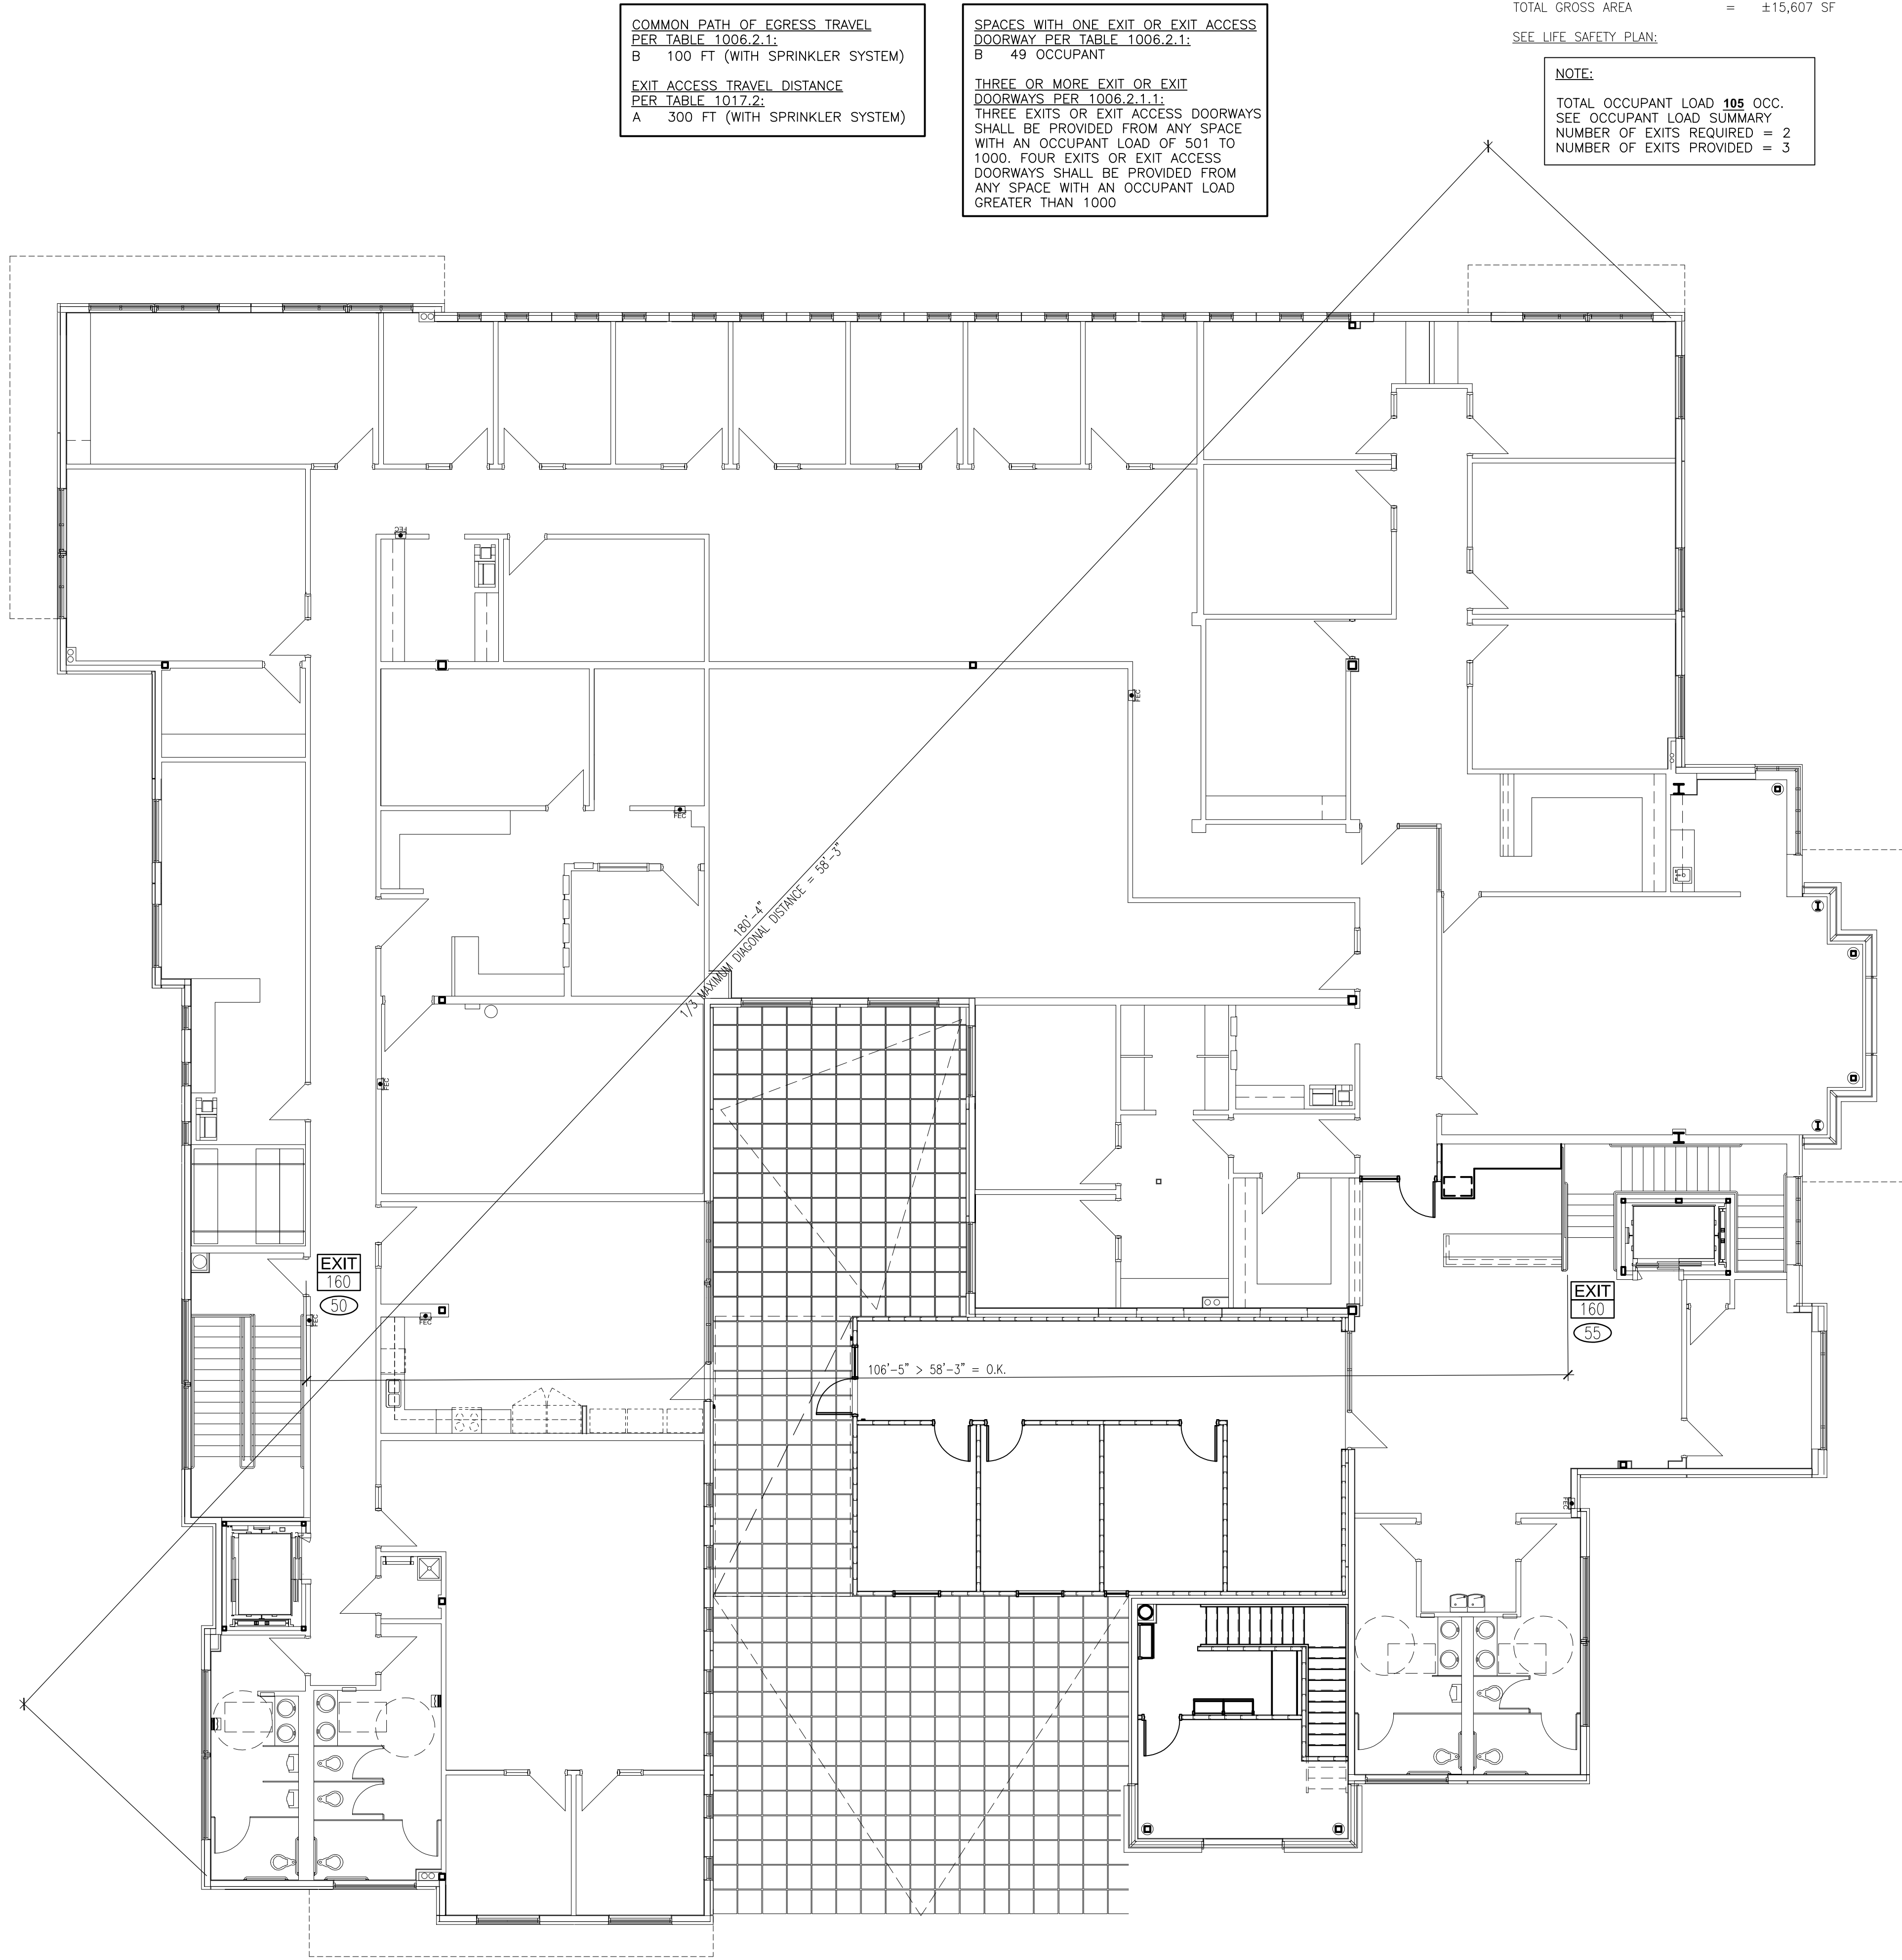 COMMON PATH OF EGRESS TRAVEL
PER TABLE 1006.2.1:
B 100 FT (WITH SPRINKLER SYSTEM)
EXIT ACCESS TRAVEL DISTANCE
PER TABLE 1017.2:
A 300 FT (WITH SPRINKLER SYSTEM)
SPACES WITH ONE EXIT OR EXIT ACCESS
DOORWAY PER TABLE 1006.2.1:
B 49 OCCUPANT
THREE OR MORE EXIT OR EXIT
DOORWAYS PER 1006.2.1.1:
THREE EXITS OR EXIT ACCESS DOORWAYS
SHALL BE PROVIDED FROM ANY SPACE
WITH AN OCCUPANT LOAD OF 501 TO
1000. FOUR EXITS OR EXIT ACCESS
DOORWAYS SHALL BE PROVIDED FROM
ANY SPACE WITH AN OCCUPANT LOAD
GREATER THAN 1000
TOTAL GROSS AREA = ±15,607 SF
SEE LIFE SAFETY PLAN:
NOTE:
TOTAL OCCUPANT LOAD 105 OCC.
SEE OCCUPANT LOAD SUMMARY
NUMBER OF EXITS REQUIRED = 2
NUMBER OF EXITS PROVIDED = 3
FEC
FEC
FEC
180'-4"
1/3 MAXIMUM DIAGONAL DISTANCE = 58'-3"
FEC
EXIT
160
50
FEC
FEC
EXIT
160
55
106'-5" > 58'-3" = O.K.
FEC